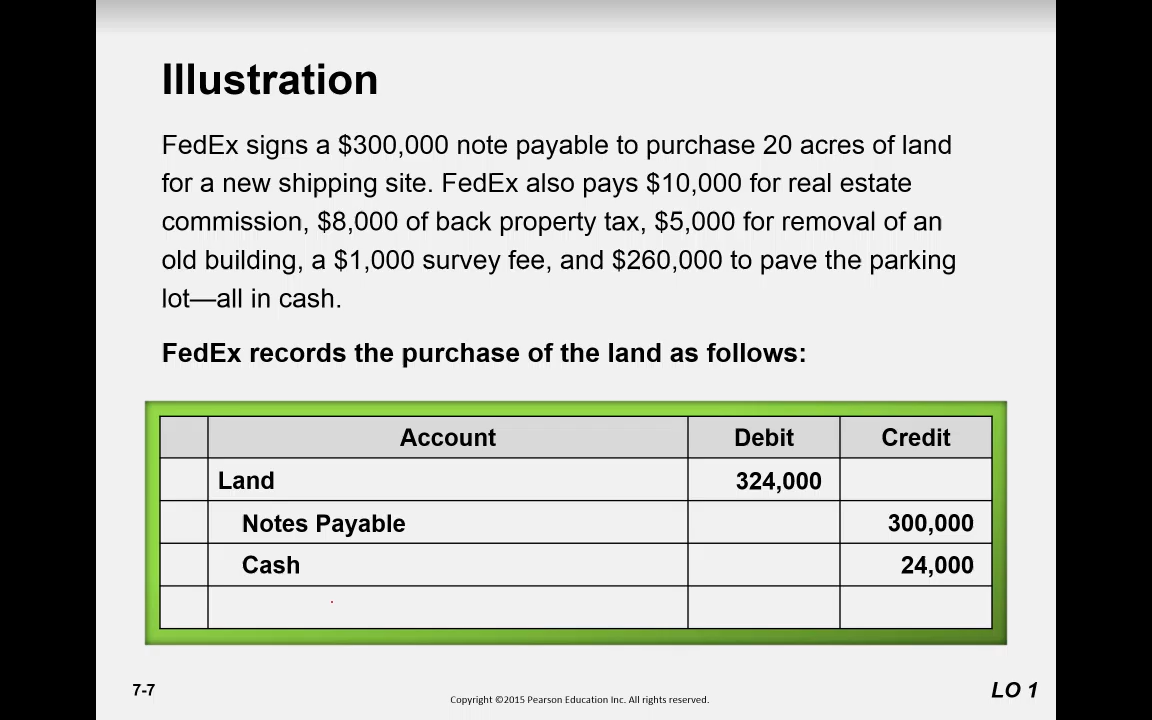 Illustration
FedEx signs a $300,000 note payable to purchase 20 acres of land
for a new shipping site. FedEx also pays $10,000 for real estate
commission, $8,000 of back property tax, $5,000 for removal of an
old building, a $1,000 survey fee, and $260,000 to pave the parking
lot—all in cash.
FedEx records the purchase of the land as follows:
Account Debit Credit
Land 324,000
Notes Payable 300,000
Cash 24,000
7-7
Copyright ©2015 Pearson Education Inc. All rights reserved.
LO 1